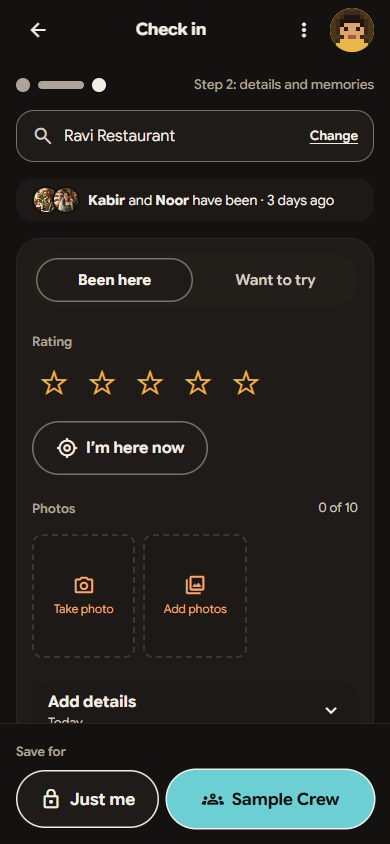 Check in
Step 2: details and memories
Ravi Restaurant
Change
Kabir and Noor have been · 3 days ago
Been here
Want to try
Rating
I’m here now
Photos
0 of 10
Take photo
Add photos
Add details
Today
Save for
Just me
Sample Crew